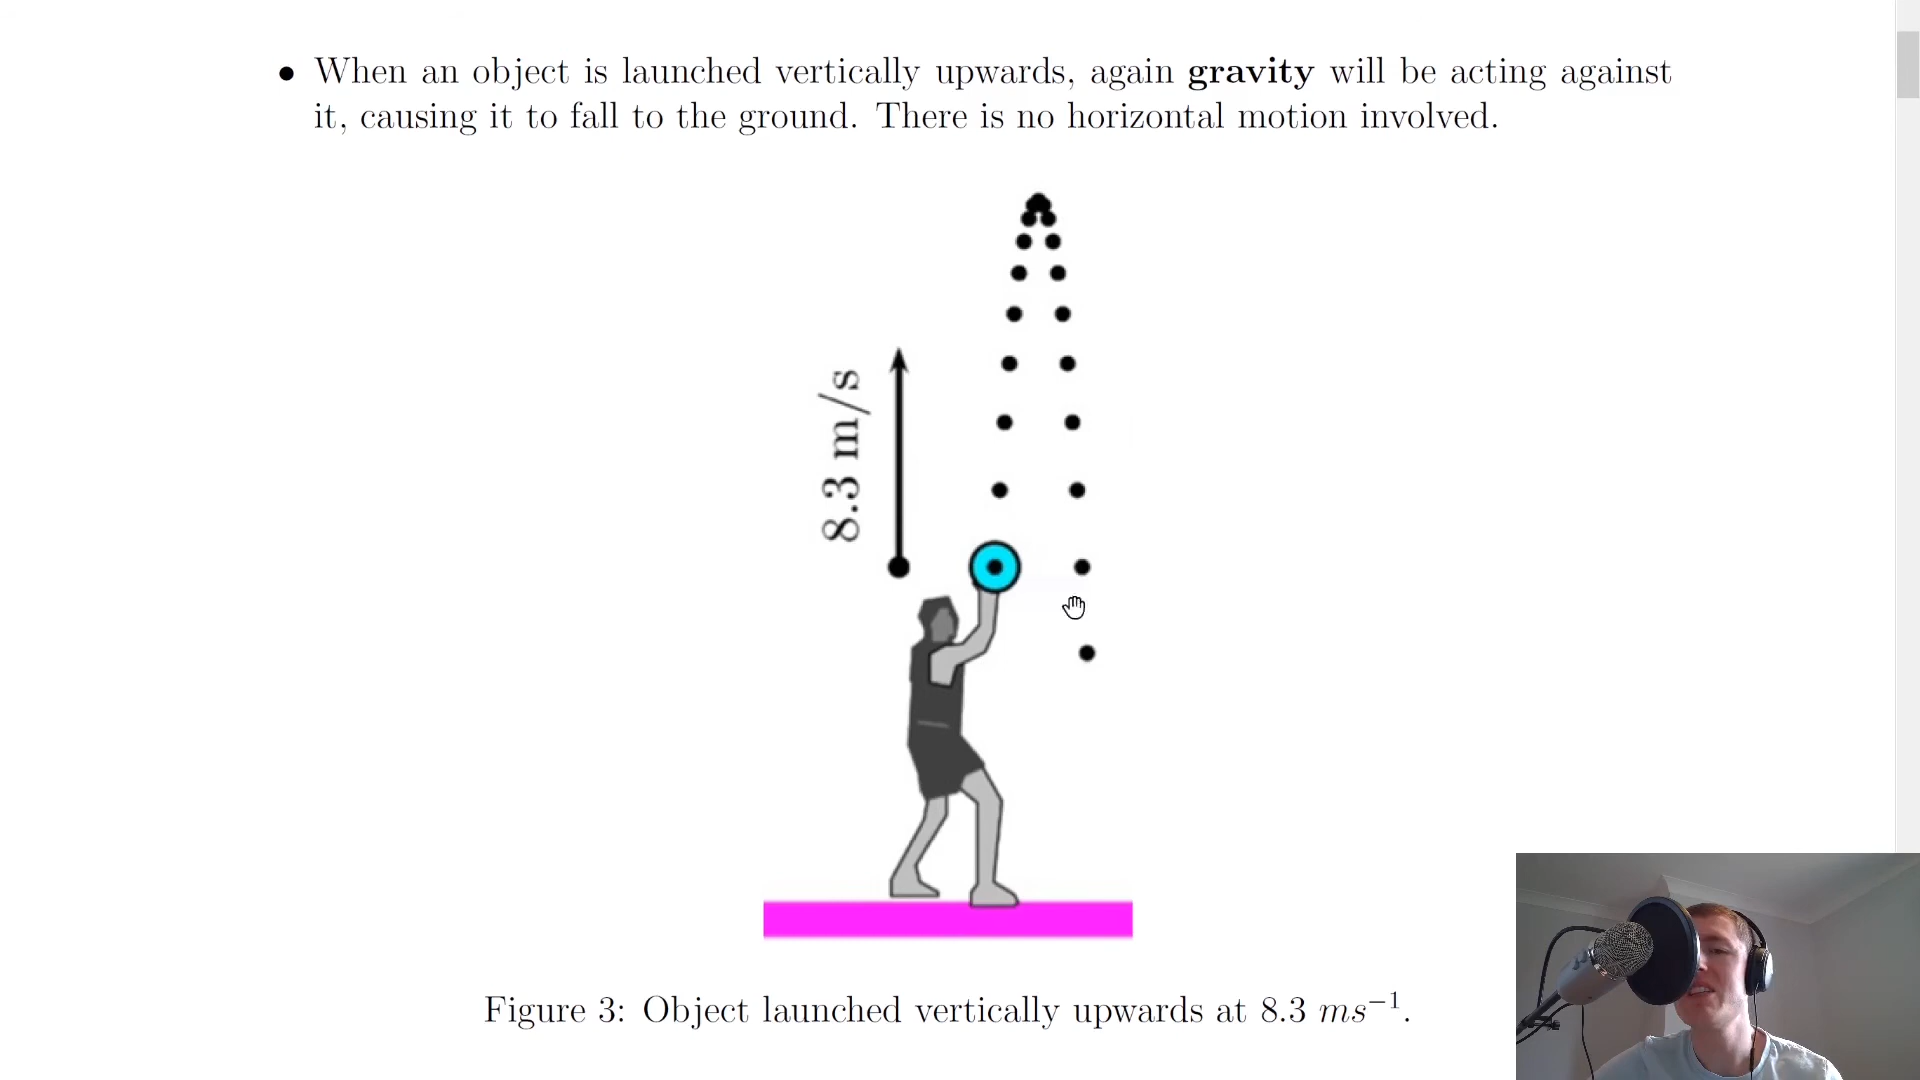 • When an object is launched vertically upwards, again gravity will be acting against
it, causing it to fall to the ground. There is no horizontal motion involved.
8.3 m/s
Figure 3: Object launched vertically upwards at 8.3 ms⁻¹.